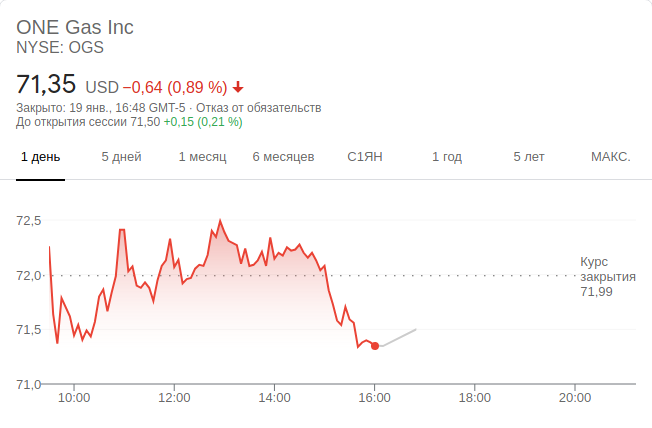 ONE Gas Inc
NYSE: OGS
71,35 USD −0,64 (0,89 %)
Закрыто: 19 янв., 16:48 GMT-5 · Отказ от обязательств
До открытия сессии 71,50 +0,15 (0,21 %)
1 день 5 дней 1 месяц 6 месяцев С1ЯН 1 год 5 лет МАКС.
72,5
72,0
71,5
71,0
Курс
закрытия
71,99
10:00 12:00 14:00 16:00 18:00 20:00